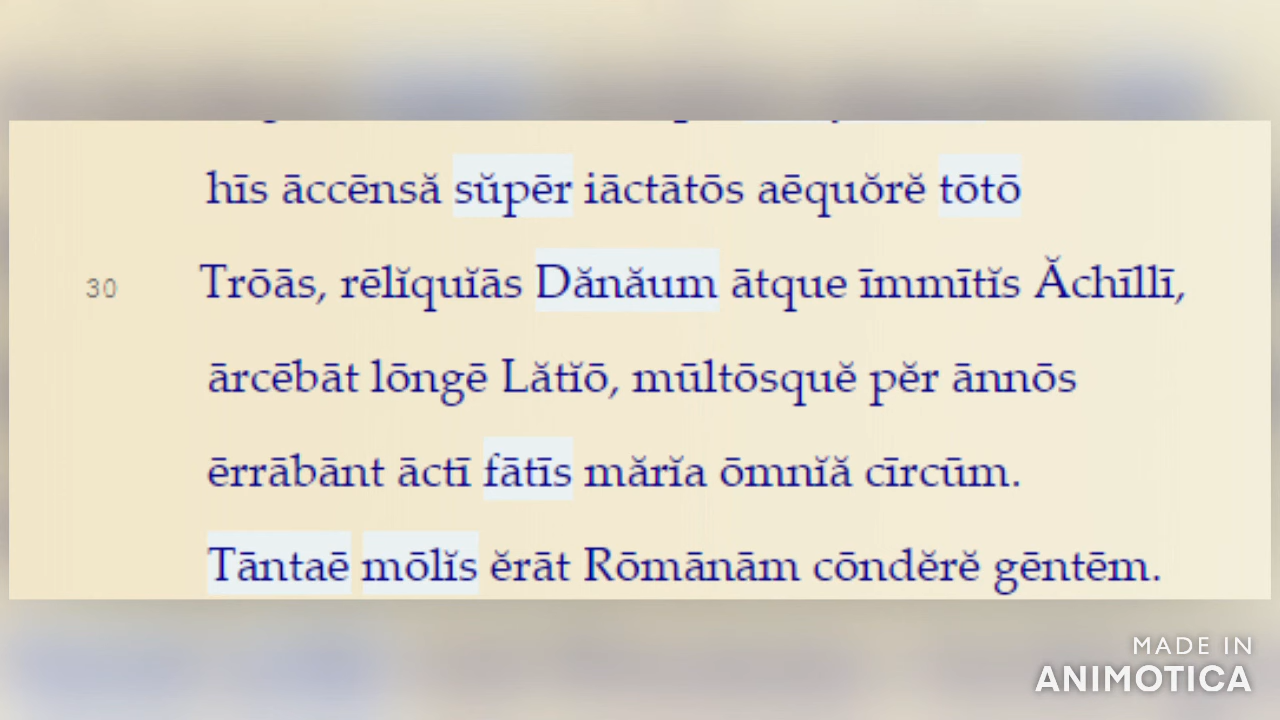 hīs āccēnsă sŭpēr iāctātōs aēquŏrĕ tōtō
30 Trōās, rēlĭquĭās Dănăum ātque īmmītĭs Ăchīllī,
ārcēbāt lōngē Lătĭō, mūltōsquĕ pĕr ānnōs
ērrābānt āctī fātīs mărĭa ōmnĭă cīrcūm.
Tāntaē mōlĭs ĕrāt Rōmānām cōndĕrĕ gēntēm.
MADE IN
ANIMOTICA